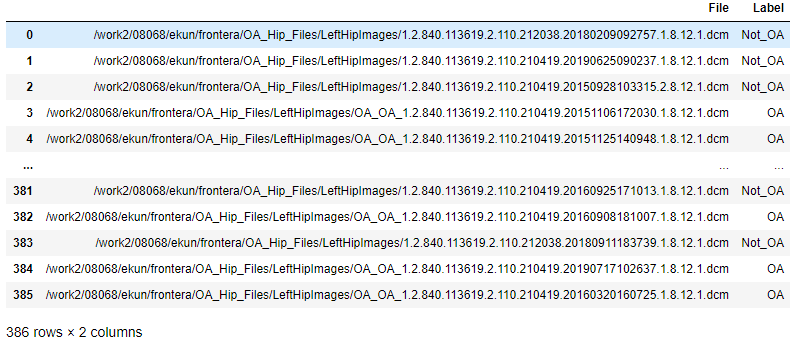 File Label
0 /work2/08068/ekun/frontera/OA_Hip_Files/LeftHipImages/1.2.840.113619.2.110.212038.20180209092757.1.8.12.1.dcm Not_OA
1 /work2/08068/ekun/frontera/OA_Hip_Files/LeftHipImages/1.2.840.113619.2.110.210419.20190625090237.1.8.12.1.dcm Not_OA
2 /work2/08068/ekun/frontera/OA_Hip_Files/LeftHipImages/1.2.840.113619.2.110.210419.20150928103315.2.8.12.1.dcm Not_OA
3 /work2/08068/ekun/frontera/OA_Hip_Files/LeftHipImages/OA_OA_1.2.840.113619.2.110.210419.20151106172030.1.8.12.1.dcm OA
4 /work2/08068/ekun/frontera/OA_Hip_Files/LeftHipImages/OA_OA_1.2.840.113619.2.110.210419.20151125140948.1.8.12.1.dcm OA
... ... ...
381 /work2/08068/ekun/frontera/OA_Hip_Files/LeftHipImages/1.2.840.113619.2.110.210419.20160925171013.1.8.12.1.dcm Not_OA
382 /work2/08068/ekun/frontera/OA_Hip_Files/LeftHipImages/OA_OA_1.2.840.113619.2.110.210419.20160908181007.1.8.12.1.dcm OA
383 /work2/08068/ekun/frontera/OA_Hip_Files/LeftHipImages/1.2.840.113619.2.110.212038.20180911183739.1.8.12.1.dcm Not_OA
384 /work2/08068/ekun/frontera/OA_Hip_Files/LeftHipImages/OA_OA_1.2.840.113619.2.110.210419.20190717102637.1.8.12.1.dcm OA
385 /work2/08068/ekun/frontera/OA_Hip_Files/LeftHipImages/OA_OA_1.2.840.113619.2.110.210419.20160320160725.1.8.12.1.dcm OA
386 rows × 2 columns